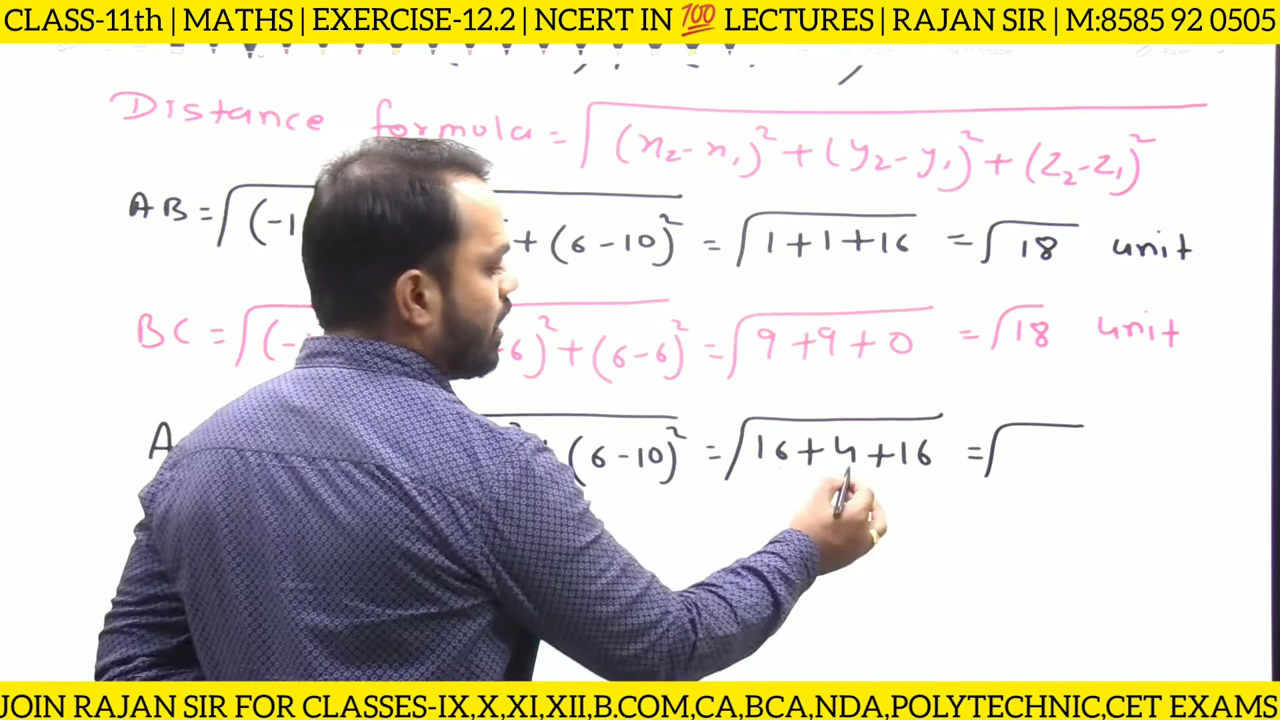 CLASS-11th | MATHS | EXERCISE-12.2 | NCERT IN 💯 LECTURES | RAJAN SIR | M:8585 92 0505
Distance formula = √(x₂-x₁)²+(y₂-y₁)²+(z₂-z₁)²
AB = √(-1 + (6-10)² = √1+1+16 = √18 unit
BC = √(- -6)²+(6-6)² = √9+9+0 = √18 unit
A (6-10)² = √16+4+16 = √
JOIN RAJAN SIR FOR CLASSES-IX,X,XI,XII,B.COM,CA,BCA,NDA,POLYTECHNIC,CET EXAMS